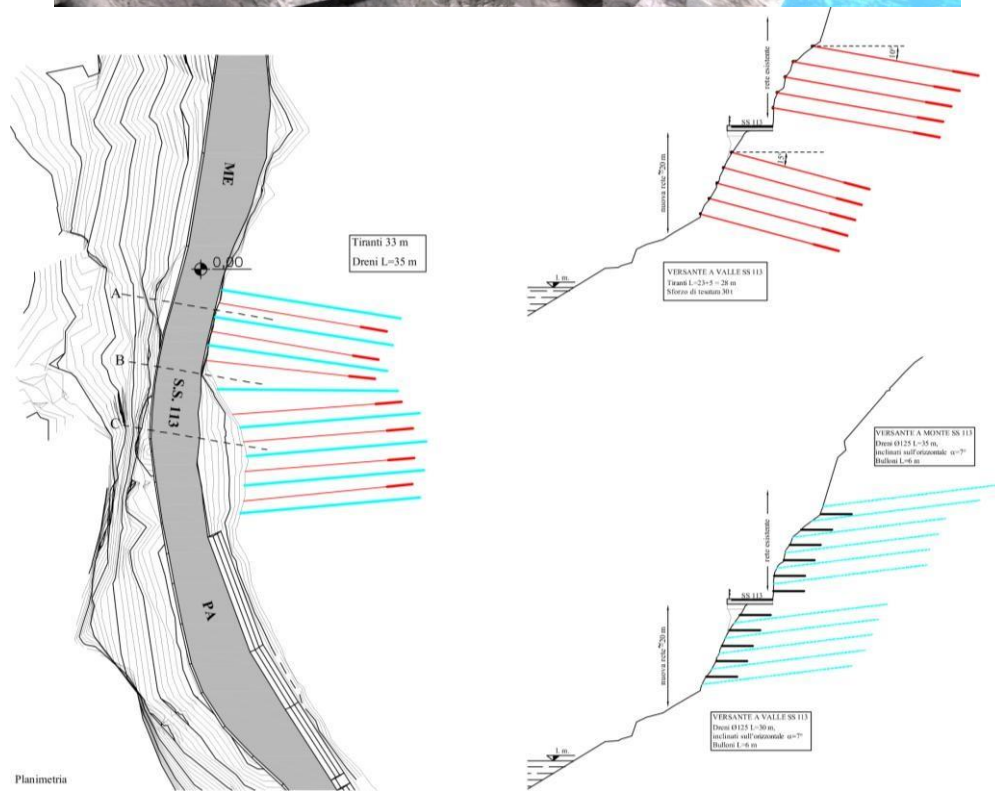 ME
0,00
Tiranti 33 m
Dreni L=35 m
A
B
S.S. 113
C
PA
Planimetria
rete esistente
10°
SS 113
nuova rete 20 m
15°
l. m.
VERSANTE A VALLE SS 113
Tiranti L=23+5 = 28 m
Sforzo di tesatura 30 t
VERSANTE A MONTE SS 113
Dreni Ø125 L=35 m,
inclinati sull'orizzontale α=7°
Bulloni L=6 m
rete esistente
SS 113
nuova rete 20 m
l. m.
VERSANTE A VALLE SS 113
Dreni Ø125 L=30 m,
inclinati sull'orizzontale α=7°
Bulloni L=6 m